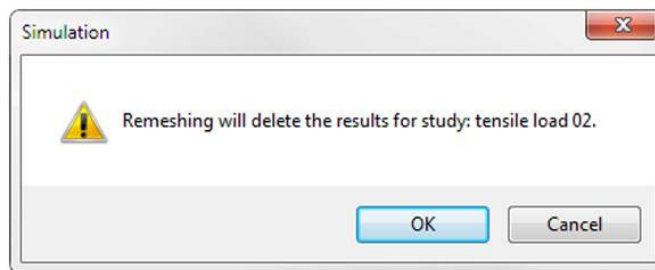 Simulation
Remeshing will delete the results for study: tensile load 02.
OK
Cancel